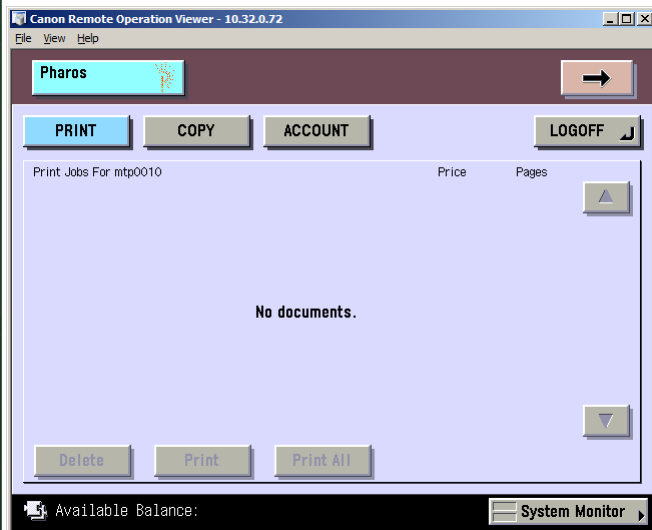 Canon Remote Operation Viewer - 10.32.0.72
File View Help
Pharos
PRINT COPY ACCOUNT LOGOFF
Print Jobs For mtp0010 Price Pages
No documents.
Delete Print Print All
Available Balance: System Monitor